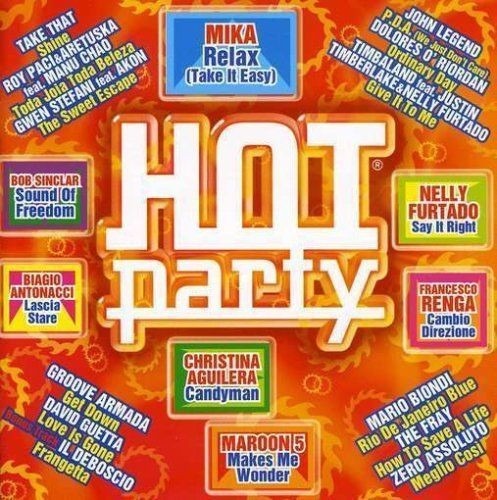 TAKE THAT
Shine
ROY PACI&ARETUSKA
feat. MANU CHAO
Toda Joia Toda Beleza
GWEN STEFANI feat. AKON
The Sweet Escape
MIKA
Relax
(Take It Easy)
JOHN LEGEND
P.D.A. (We Just Don't Care)
DOLORES O' RIORDAN
Ordinary Day
TIMBALAND feat. JUSTIN
TIMBERLAKE&NELLY FURTADO
Give It To Me
HOT
party
®
BOB SINCLAR
Sound Of
Freedom
NELLY
FURTADO
Say It Right
BIAGIO
ANTONACCI
Lascia
Stare
FRANCESCO
RENGA
Cambio
Direzione
CHRISTINA
AGUILERA
Candyman
MAROON 5
Makes Me
Wonder
GROOVE ARMADA
Get Down
DAVID GUETTA
Love Is Gone
Bonus track IL DEBOSCIO
Frangetta
MARIO BIONDI
Rio De Janeiro Blue
THE FRAY
How To Save A Life
ZERO ASSOLUTO
Meglio Così